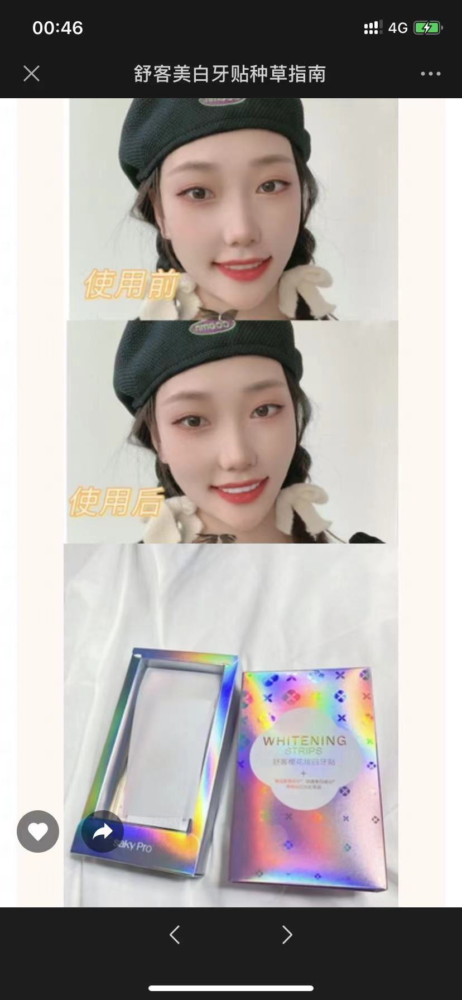 00:46
4G
舒客美白牙贴种草指南
使用前
使用后
WHITENING
STRIPS
舒客樱花炫白牙贴
+
saky Pro